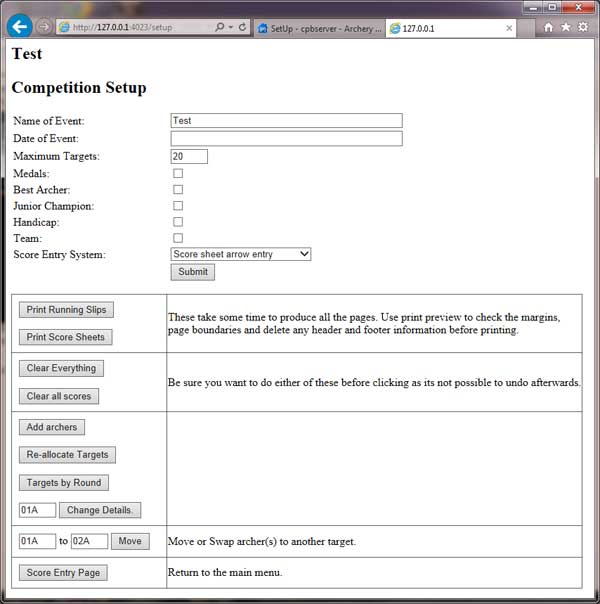 http://127.0.0.1:4023/setup
SetUp - cpbserver - Archery ...
127.0.0.1
Test
Competition Setup
Name of Event: Test
Date of Event:
Maximum Targets: 20
Medals:
Best Archer:
Junior Champion:
Handicap:
Team:
Score Entry System: Score sheet arrow entry
Submit
Print Running Slips
Print Score Sheets
These take some time to produce all the pages. Use print preview to check the margins,
page boundaries and delete any header and footer information before printing.
Clear Everything
Clear all scores
Be sure you want to do either of these before clicking as its not possible to undo afterwards.
Add archers
Re-allocate Targets
Targets by Round
01A Change Details.
01A to 02A Move
Move or Swap archer(s) to another target.
Score Entry Page
Return to the main menu.